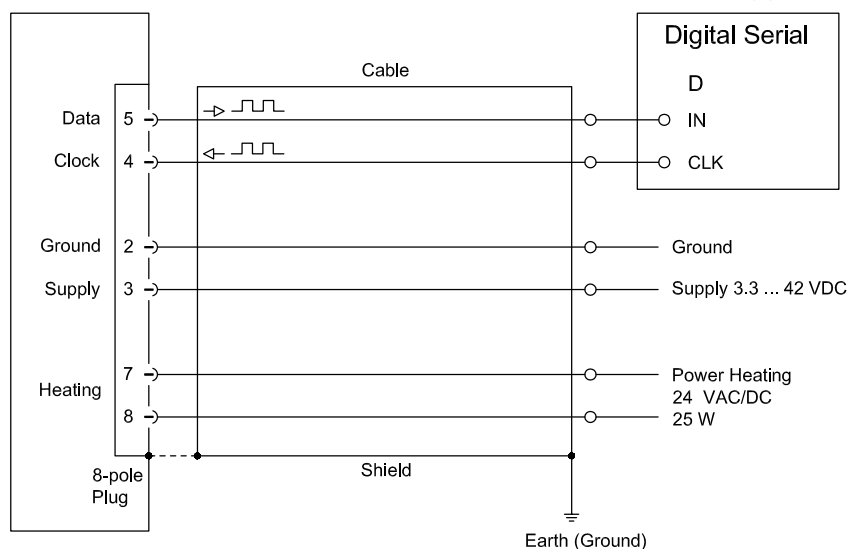 Digital Serial
Cable
D
Data 5 IN
Clock 4 CLK
Ground 2 Ground
Supply 3 Supply 3.3 ... 42 VDC
7 Power Heating
Heating
24 VAC/DC
8 25 W
8-pole
Plug
Shield
Earth (Ground)